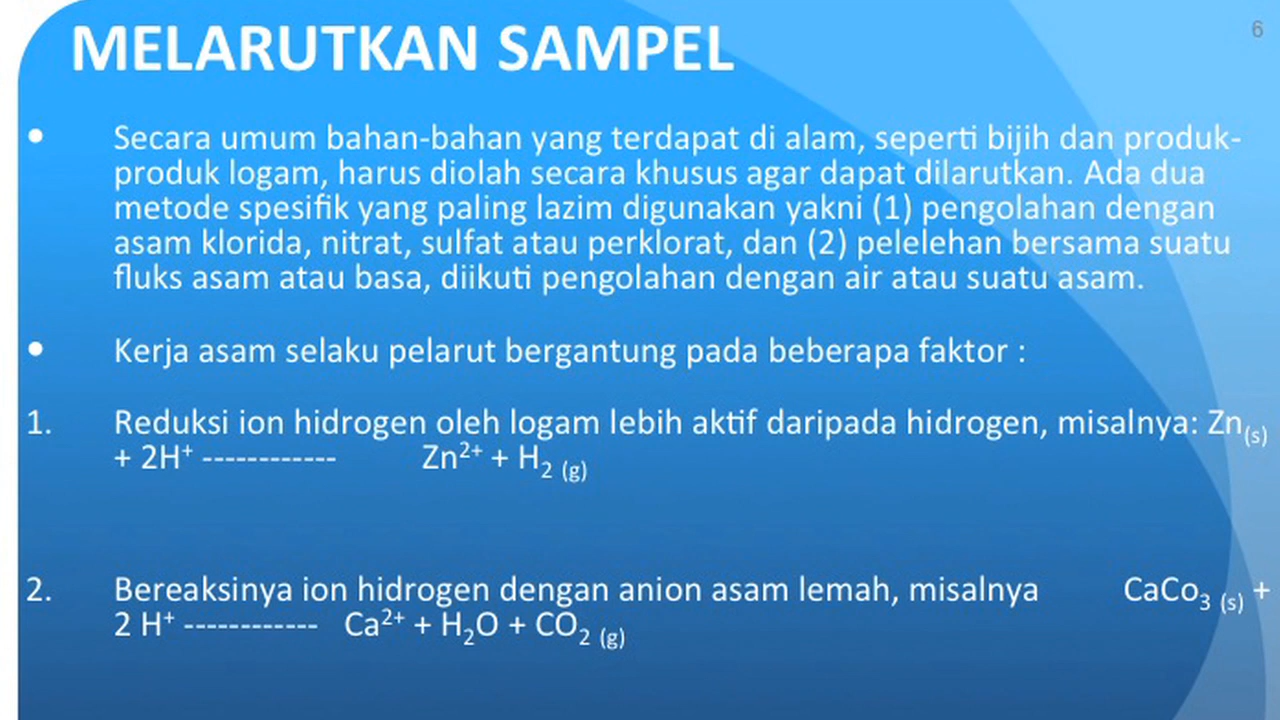 MELARUTKAN SAMPEL
6
• Secara umum bahan-bahan yang terdapat di alam, seperti bijih dan produk-
produk logam, harus diolah secara khusus agar dapat dilarutkan. Ada dua
metode spesifik yang paling lazim digunakan yakni (1) pengolahan dengan
asam klorida, nitrat, sulfat atau perklorat, dan (2) pelelehan bersama suatu
fluks asam atau basa, diikuti pengolahan dengan air atau suatu asam.
• Kerja asam selaku pelarut bergantung pada beberapa faktor :
1. Reduksi ion hidrogen oleh logam lebih aktif daripada hidrogen, misalnya: Zn(s)
+ 2H⁺ ------------ Zn²⁺ + H₂ (g)
2. Bereaksinya ion hidrogen dengan anion asam lemah, misalnya CaCo₃ (s) +
2 H⁺ ------------ Ca²⁺ + H₂O + CO₂ (g)